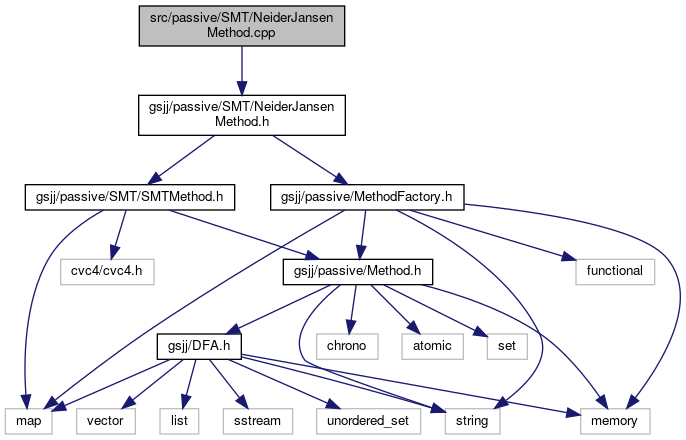 src/passive/SMT/NeiderJansen
Method.cpp
gsjj/passive/SMT/NeiderJansen
Method.h
gsjj/passive/SMT/SMTMethod.h
gsjj/passive/MethodFactory.h
cvc4/cvc4.h
gsjj/passive/Method.h
functional
gsjj/DFA.h
chrono
atomic
set
map
vector
list
sstream
unordered_set
string
memory